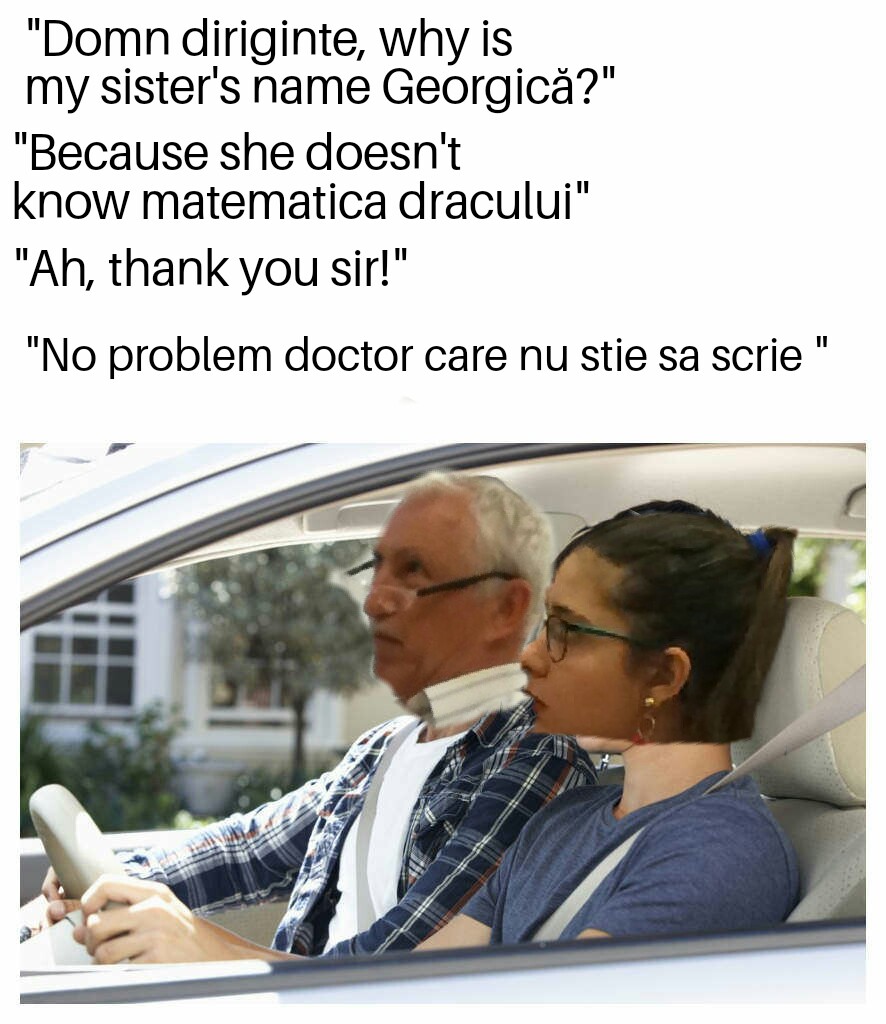 "Domn diriginte, why is
my sister's name Georgică?"
"Because she doesn't
know matematica dracului"
"Ah, thank you sir!"
"No problem doctor care nu stie sa scrie "